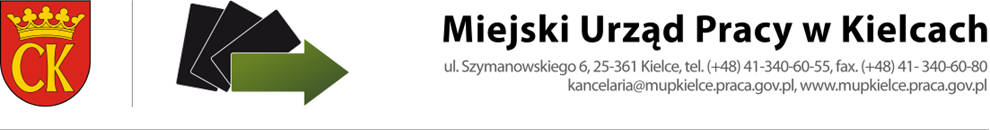 CK
Miejski Urząd Pracy w Kielcach
ul. Szymanowskiego 6, 25-361 Kielce, tel. (+48) 41-340-60-55, fax. (+48) 41- 340-60-80
kancelaria@mupkielce.praca.gov.pl, www.mupkielce.praca.gov.pl